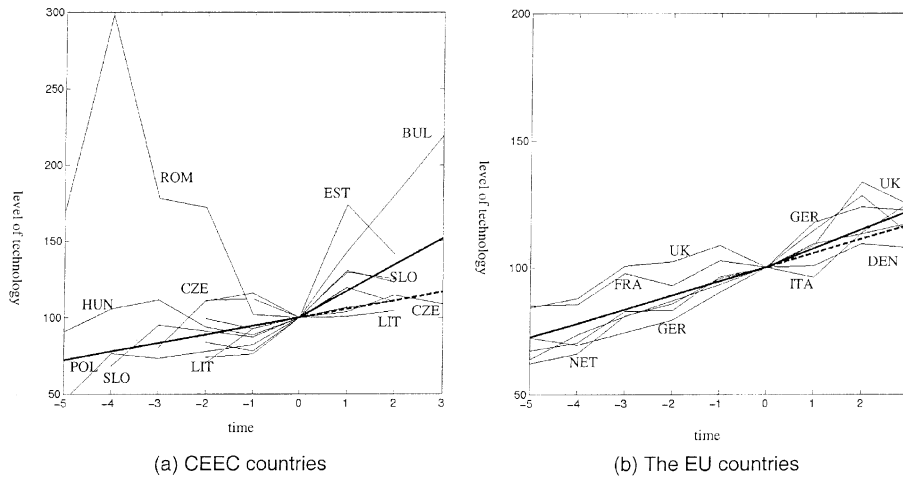 300
250
200
150
100
50
level of technology
ROM
BUL
EST
HUN
CZE
SLO
POL
SLO
LIT
LIT
CZE
-5
-4
-3
-2
-1
0
1
2
3
time
(a) CEEC countries
200
150
100
50
level of technology
UK
GER
UK
FRA
DEN
ITA
GER
NET
-5
-4
-3
-2
-1
0
1
2
time
(b) The EU countries